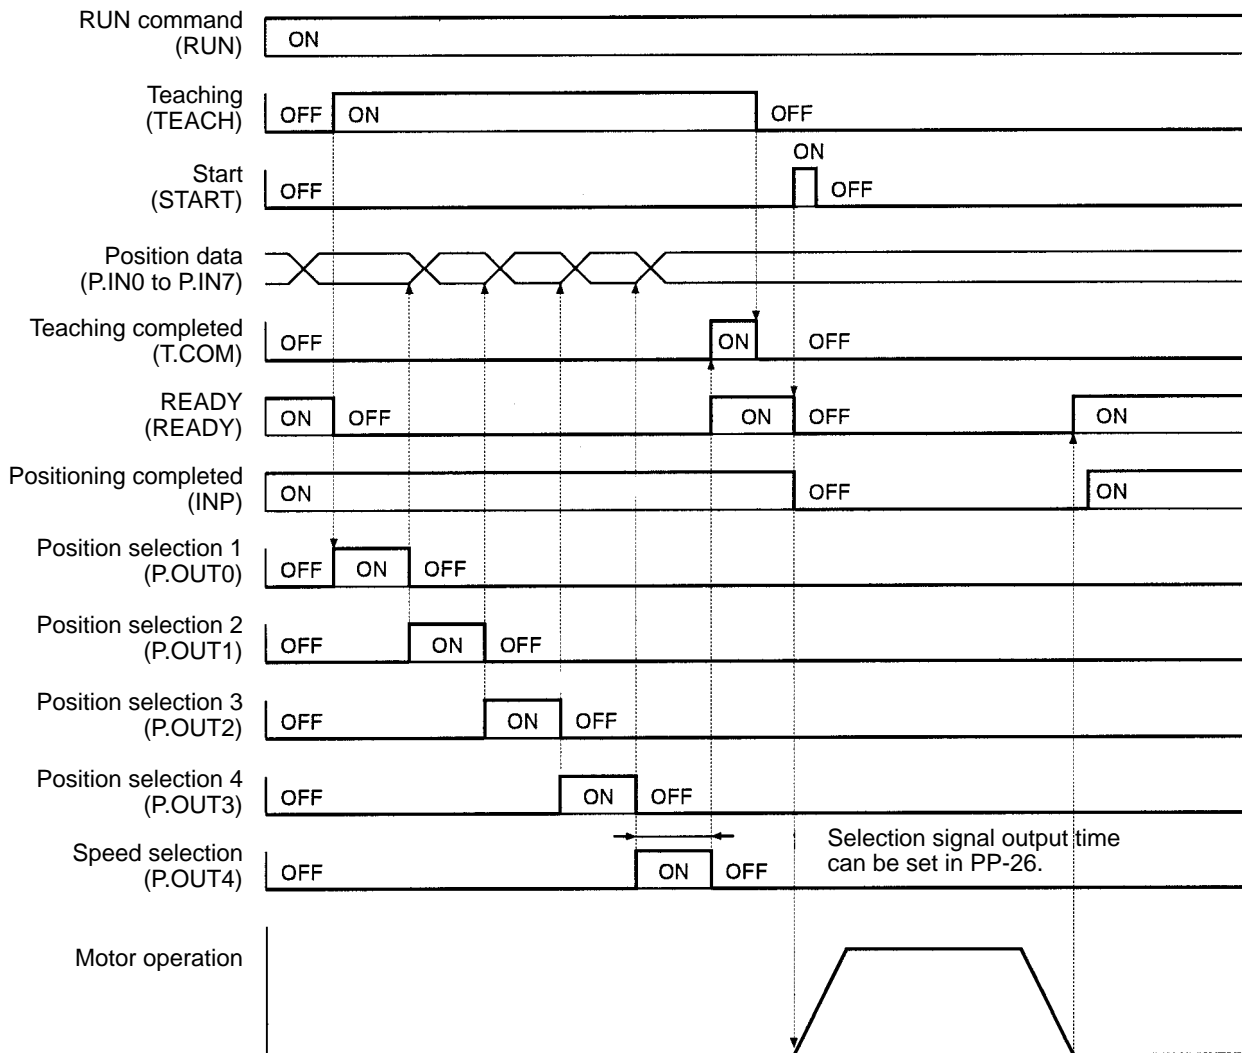 RUN command
(RUN)
ON
Teaching
(TEACH)
OFF ON OFF
Start
(START)
OFF ON OFF
Position data
(P.IN0 to P.IN7)
Teaching completed
(T.COM)
OFF ON OFF
READY
(READY)
ON OFF ON OFF ON
Positioning completed
(INP)
ON OFF ON
Position selection 1
(P.OUT0)
OFF ON OFF
Position selection 2
(P.OUT1)
OFF ON OFF
Position selection 3
(P.OUT2)
OFF ON OFF
Position selection 4
(P.OUT3)
OFF ON OFF
Speed selection
(P.OUT4)
OFF ON OFF
Selection signal output time
can be set in PP-26.
Motor operation